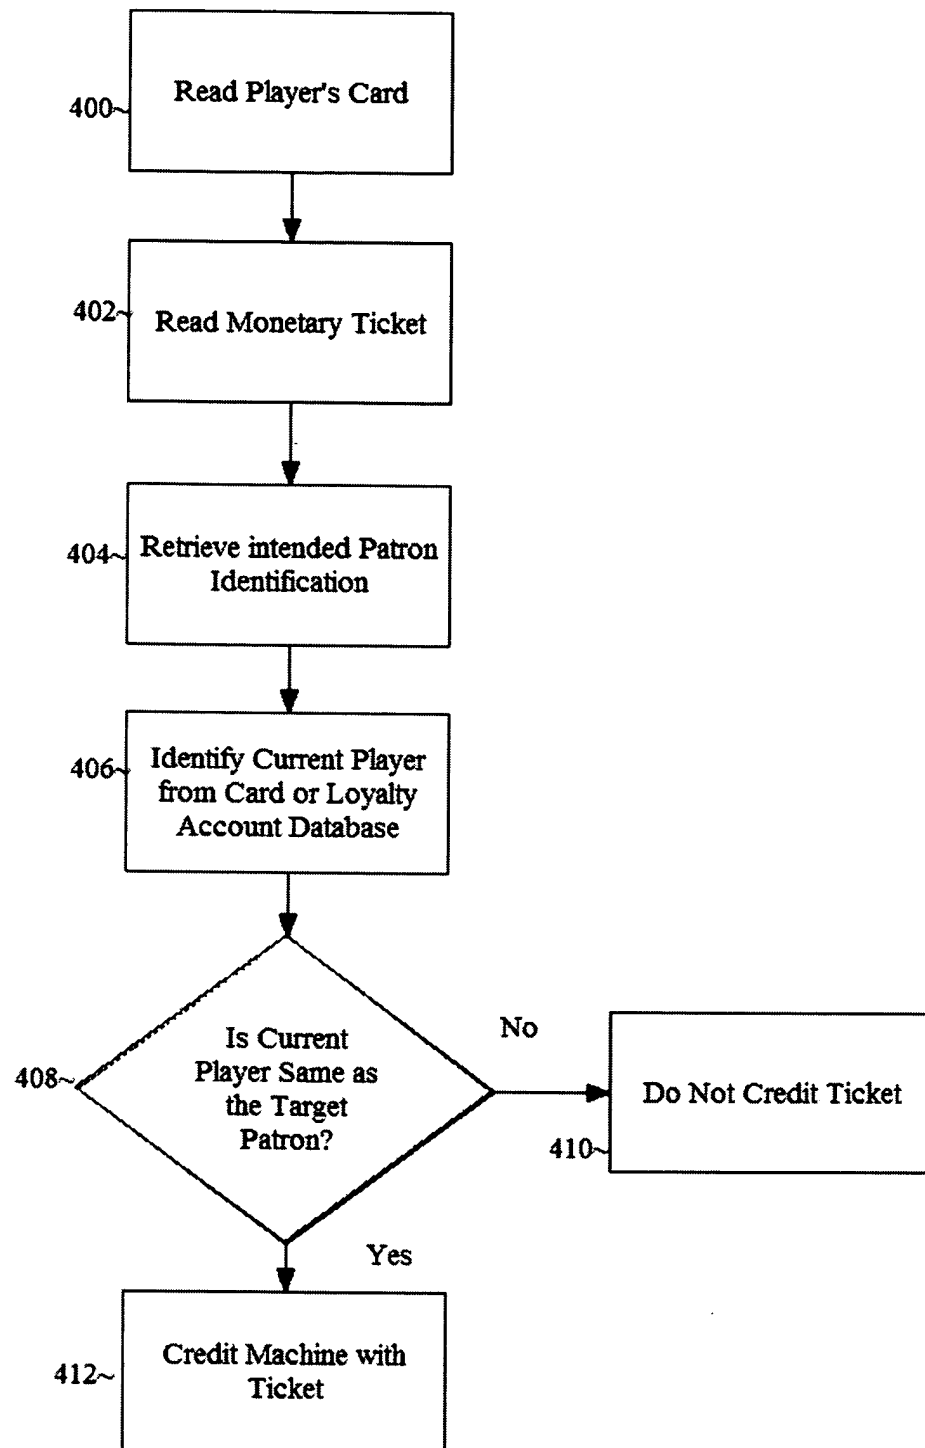 Read Player's Card
400~
402~
Read Monetary Ticket
404~
Retrieve intended Patron
Identification
406~
Identify Current Player
from Card or Loyalty
Account Database
408~
Is Current
Player Same as
the Target
Patron?
No
Do Not Credit Ticket
410~
Yes
412~
Credit Machine with
Ticket